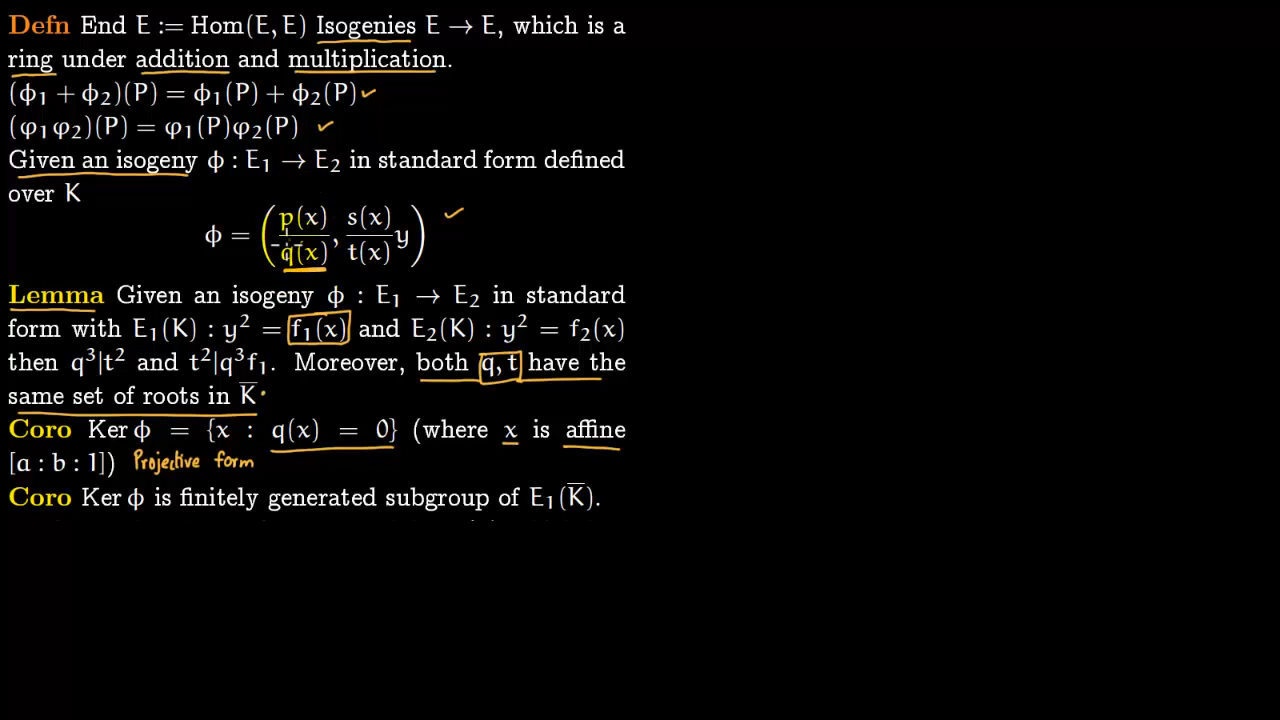 Defn End E := Hom(E, E) Isogenies E → E, which is a
ring under addition and multiplication.
(ϕ₁ + ϕ₂)(P) = ϕ₁(P) + ϕ₂(P)
(φ₁φ₂)(P) = φ₁(P)φ₂(P)
Given an isogeny ϕ : E₁ → E₂ in standard form defined
over K
ϕ = (p(x)/q(x), s(x)/t(x) y)
Lemma Given an isogeny ϕ : E₁ → E₂ in standard
form with E₁(K) : y² = f₁(x) and E₂(K) : y² = f₂(x)
then q³|t² and t²|q³f₁. Moreover, both q, t have the
same set of roots in K̅.
Coro Ker ϕ = {x : q(x) = 0} (where x is affine
[a : b : 1]) Projective form
Coro Ker ϕ is finitely generated subgroup of E₁(K̅).